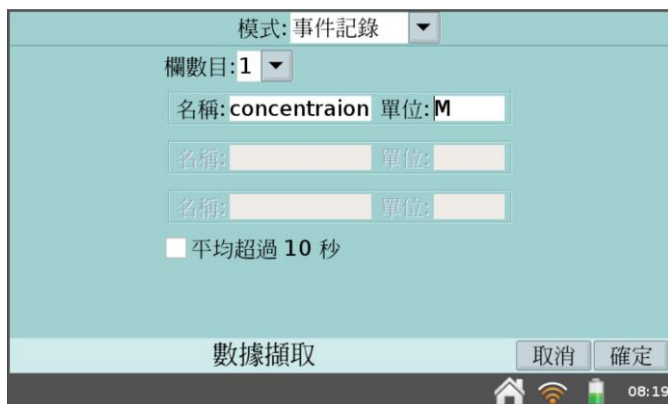 模式: 事件記錄
欄數目: 1
名稱: concentraion 單位: M
名稱: 單位:
名稱: 單位:
平均超過 10 秒
數據擷取 取消 確定
08:19